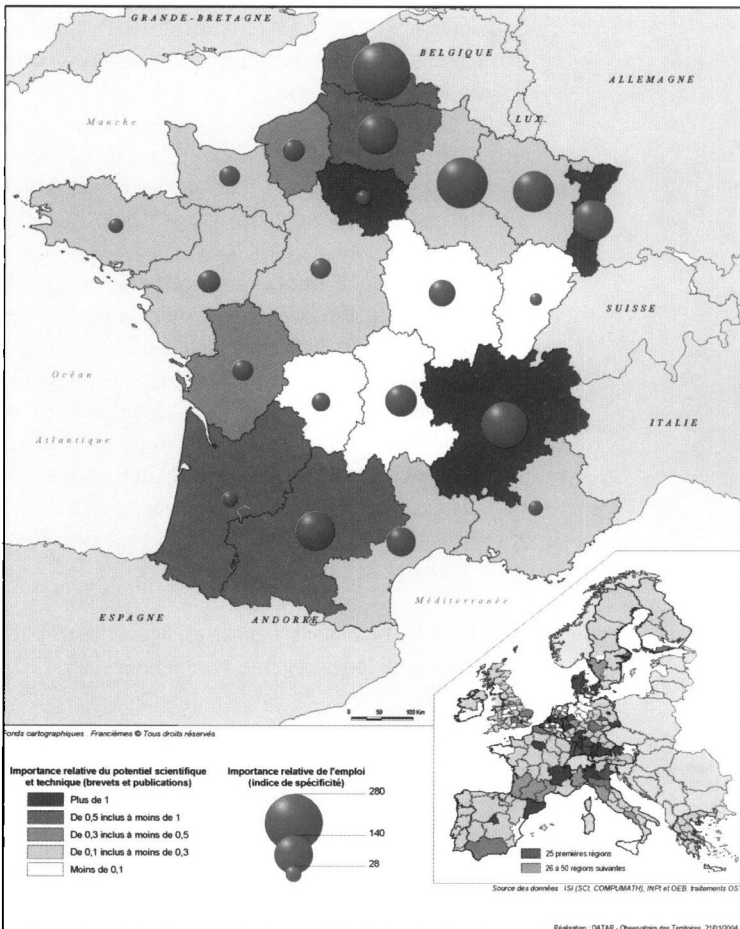 GRANDE-BRETAGNE
BELGIQUE
ALLEMAGNE
Manche
LUX.
SUISSE
Océan
Atlantique
ITALIE
Méditerranée
ESPAGNE
ANDORRE
0 50 100 Km
Fonds cartographiques : Francièmes © Tous droits réservés
Importance relative du potentiel scientifique
et technique (brevets et publications)
Plus de 1
De 0,5 inclus à moins de 1
De 0,3 inclus à moins de 0,5
De 0,1 inclus à moins de 0,3
Moins de 0,1
Importance relative de l'emploi
(indice de spécificité)
280
140
28
25 premières régions
26 à 50 régions suivantes
Source des données : ISI (SCI, COMPUMATH), INPI et OEB, traitements OS
Réalisation : DATAR - Observatoire des Territoires, 21/01/2004